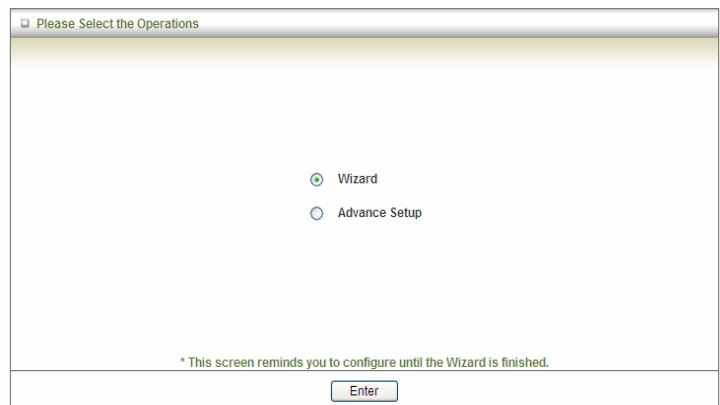 Please Select the Operations
Wizard
Advance Setup
* This screen reminds you to configure until the Wizard is finished.
Enter